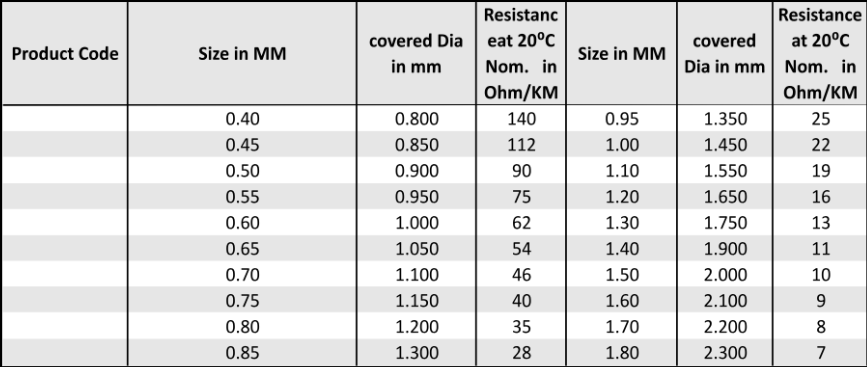 Product Code Size in MM covered Dia in mm Resistanc eat 20⁰C Nom. in Ohm/KM Size in MM covered Dia in mm Resistance at 20⁰C Nom. in Ohm/KM
0.40 0.800 140 0.95 1.350 25
0.45 0.850 112 1.00 1.450 22
0.50 0.900 90 1.10 1.550 19
0.55 0.950 75 1.20 1.650 16
0.60 1.000 62 1.30 1.750 13
0.65 1.050 54 1.40 1.900 11
0.70 1.100 46 1.50 2.000 10
0.75 1.150 40 1.60 2.100 9
0.80 1.200 35 1.70 2.200 8
0.85 1.300 28 1.80 2.300 7